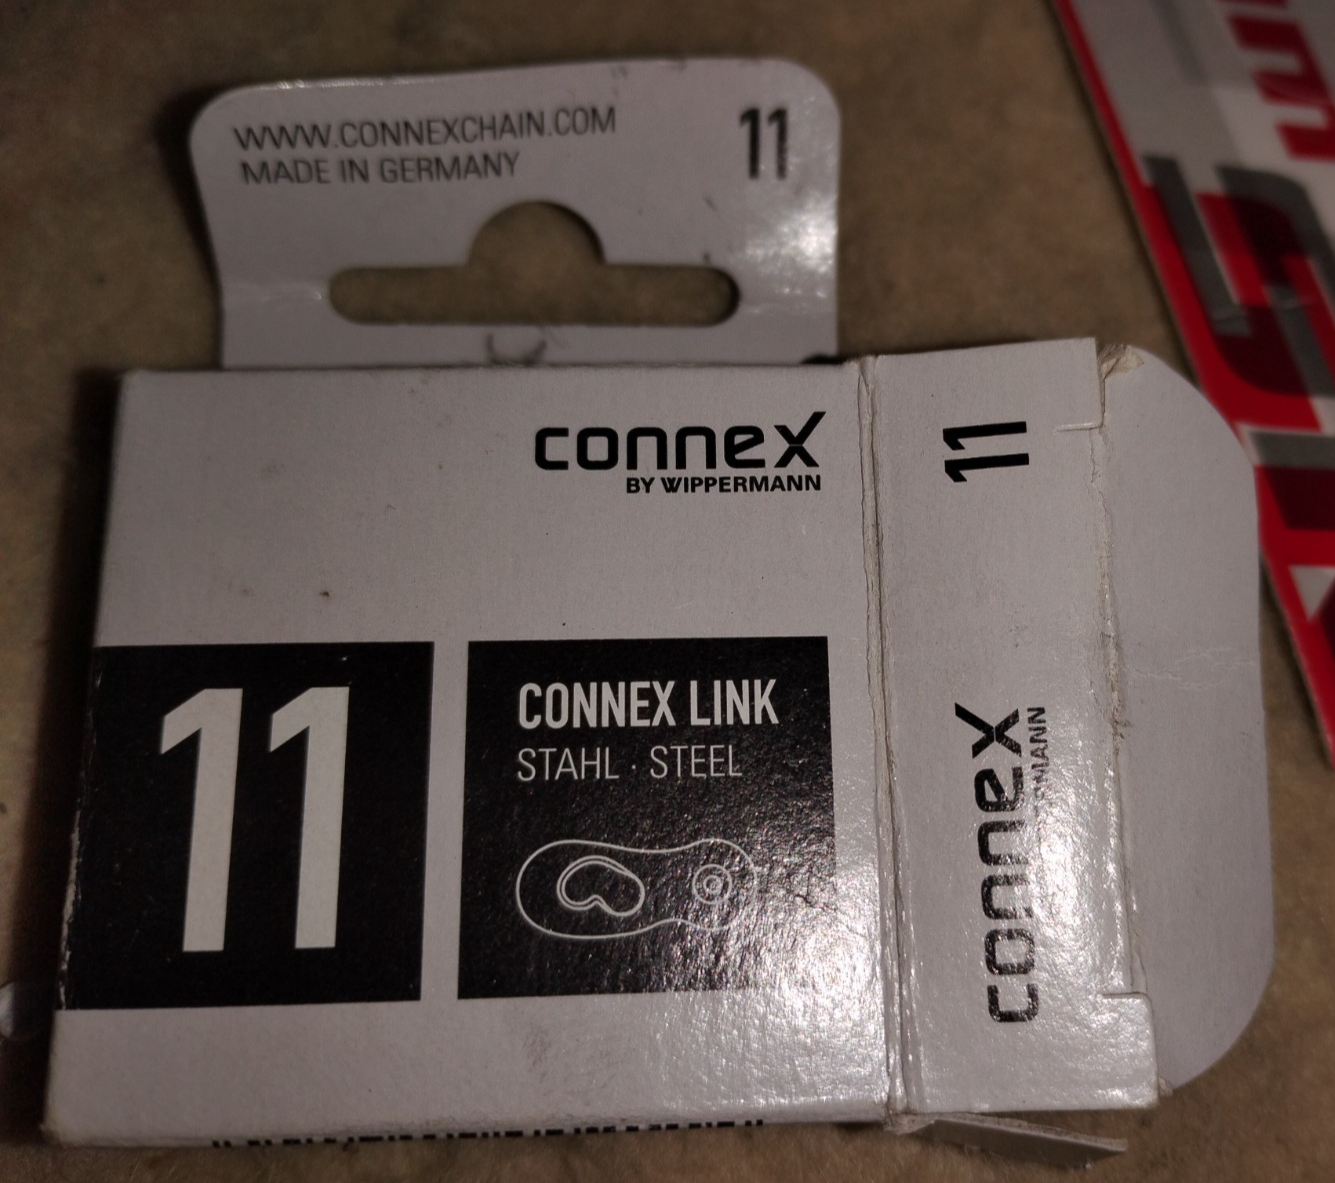 WWW.CONNEXCHAIN.COM
MADE IN GERMANY
11
connex
BY WIPPERMANN
11
CONNEX LINK
STAHL · STEEL
11
connex